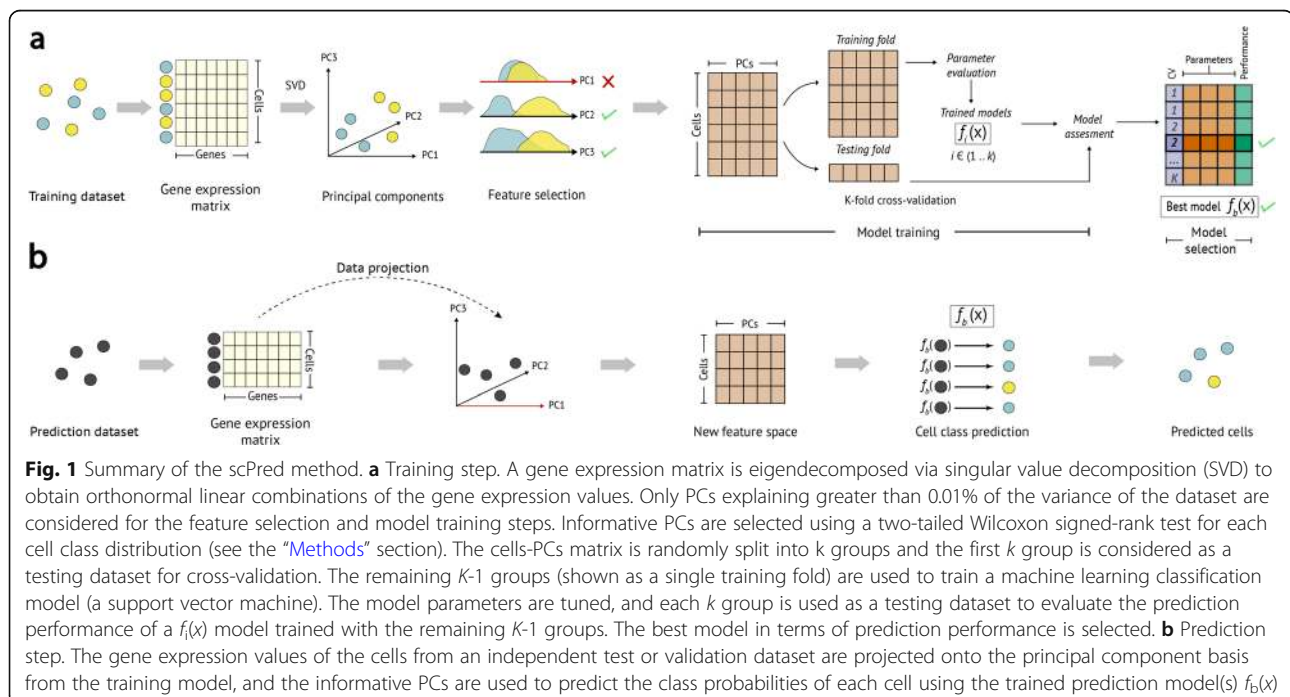 a
Training dataset
Genes
Cells
Gene expression
matrix
SVD
PC3
PC2
PC1
Principal components
PC1
PC2
PC3
Feature selection
PCs
Cells
Training fold
Testing fold
K-fold cross-validation
Parameter
evaluation
Trained models
fi(x)
i ∈ (1 .. k)
Model
assesment
Model training
CV
Parameters
Performance
1
1
2
2
...
K
Best model fb(x)
Model
selection
b
Data projection
Prediction dataset
Genes
Cells
Gene expression
matrix
PC3
PC2
PC1
PCs
Cells
New feature space
fb(x)
fb( )
fb( )
fb( )
fb( )
Cell class prediction
Predicted cells
Fig. 1 Summary of the scPred method. a Training step. A gene expression matrix is eigendecomposed via singular value decomposition (SVD) to
obtain orthonormal linear combinations of the gene expression values. Only PCs explaining greater than 0.01% of the variance of the dataset are
considered for the feature selection and model training steps. Informative PCs are selected using a two-tailed Wilcoxon signed-rank test for each
cell class distribution (see the “Methods” section). The cells-PCs matrix is randomly split into k groups and the first k group is considered as a
testing dataset for cross-validation. The remaining K-1 groups (shown as a single training fold) are used to train a machine learning classification
model (a support vector machine). The model parameters are tuned, and each k group is used as a testing dataset to evaluate the prediction
performance of a fi(x) model trained with the remaining K-1 groups. The best model in terms of prediction performance is selected. b Prediction
step. The gene expression values of the cells from an independent test or validation dataset are projected onto the principal component basis
from the training model, and the informative PCs are used to predict the class probabilities of each cell using the trained prediction model(s) fb(x)